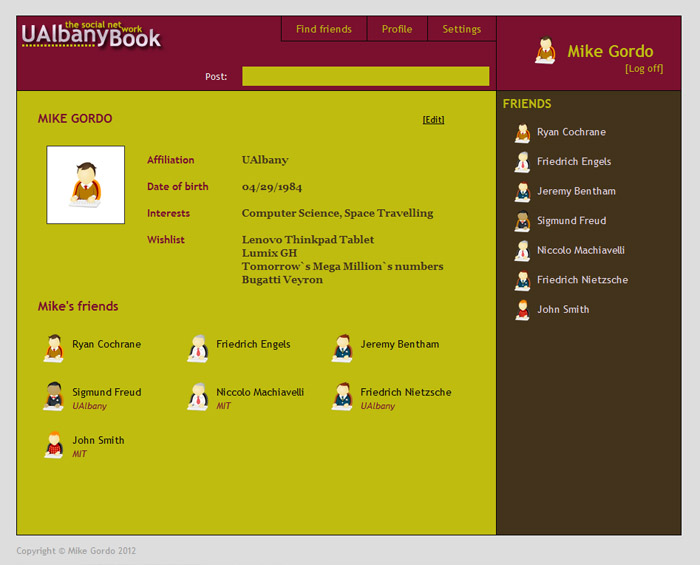 the social network
UAlbanyBook
Find friends
Profile
Settings
Post:
Mike Gordo
[Log off]
MIKE GORDO
[Edit]
Affiliation UAlbany
Date of birth 04/29/1984
Interests Computer Science, Space Travelling
Wishlist Lenovo Thinkpad Tablet
Lumix GH
Tomorrow`s Mega Million`s numbers
Bugatti Veyron
Mike's friends
Ryan Cochrane
Friedrich Engels
Jeremy Bentham
Sigmund Freud
UAlbany
Niccolo Machiavelli
MIT
Friedrich Nietzsche
UAlbany
John Smith
MIT
FRIENDS
Ryan Cochrane
Friedrich Engels
Jeremy Bentham
Sigmund Freud
Niccolo Machiavelli
Friedrich Nietzsche
John Smith
Copyright © Mike Gordo 2012